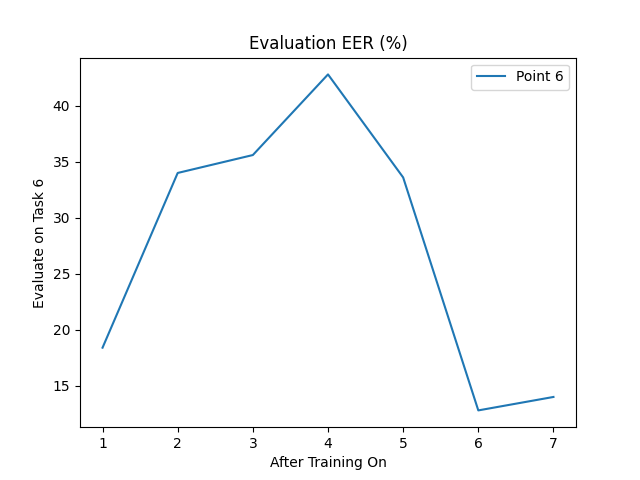 Evaluation EER (%)
Point 6
Evaluate on Task 6
40
35
30
25
20
15
1 2 3 4 5 6 7
After Training On